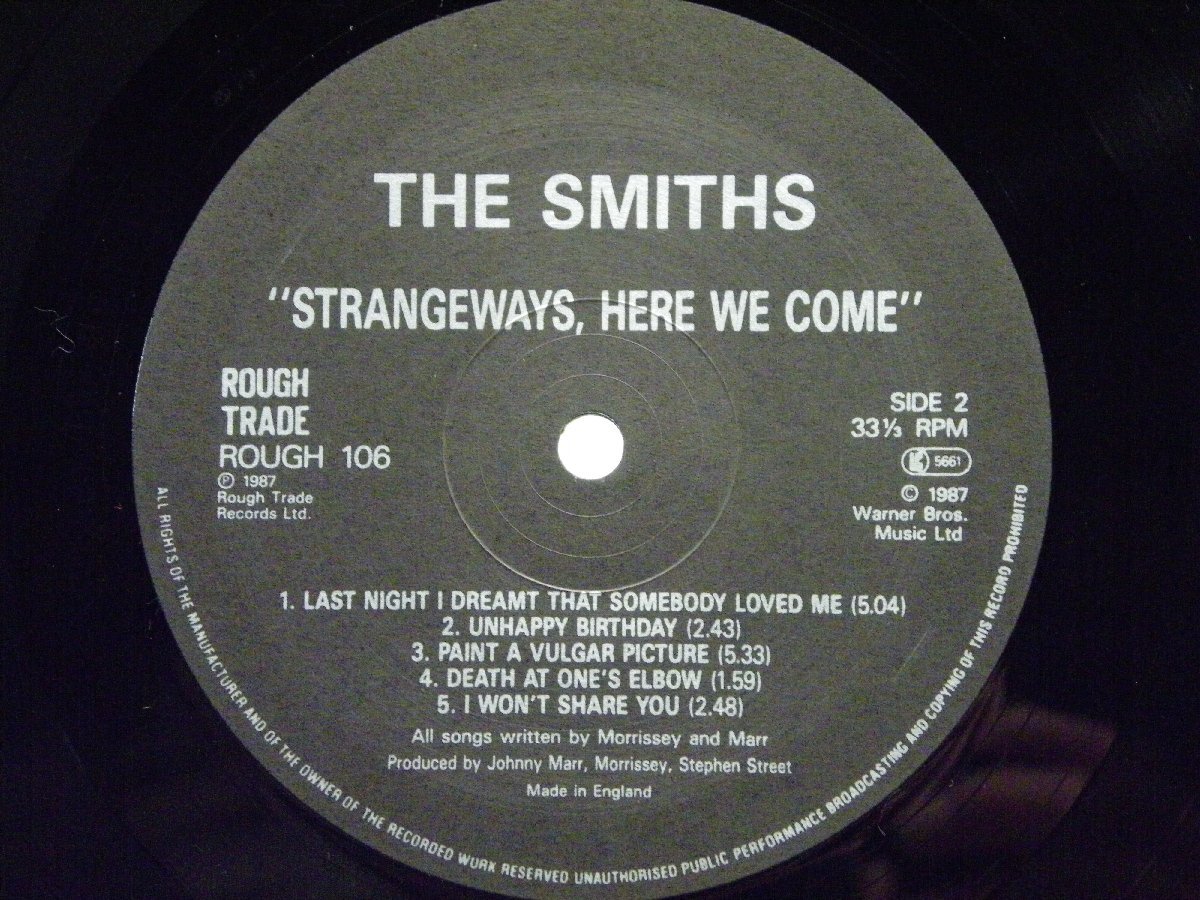 THE SMITHS
"STRANGEWAYS, HERE WE COME"
ROUGH
TRADE
ROUGH 106
℗ 1987
Rough Trade
Records Ltd.
SIDE 2
33⅓ RPM
5661
© 1987
Warner Bros.
Music Ltd
1. LAST NIGHT I DREAMT THAT SOMEBODY LOVED ME (5.04)
2. UNHAPPY BIRTHDAY (2.43)
3. PAINT A VULGAR PICTURE (5.33)
4. DEATH AT ONE'S ELBOW (1.59)
5. I WON'T SHARE YOU (2.48)
All songs written by Morrissey and Marr
Produced by Johnny Marr, Morrissey, Stephen Street
Made in England
ALL RIGHTS OF THE MANUFACTURER AND OF THE OWNER OF THE RECORDED WORK RESERVED UNAUTHORISED PUBLIC PERFORMANCE BROADCASTING AND COPYING OF THIS RECORD PROHIBITED